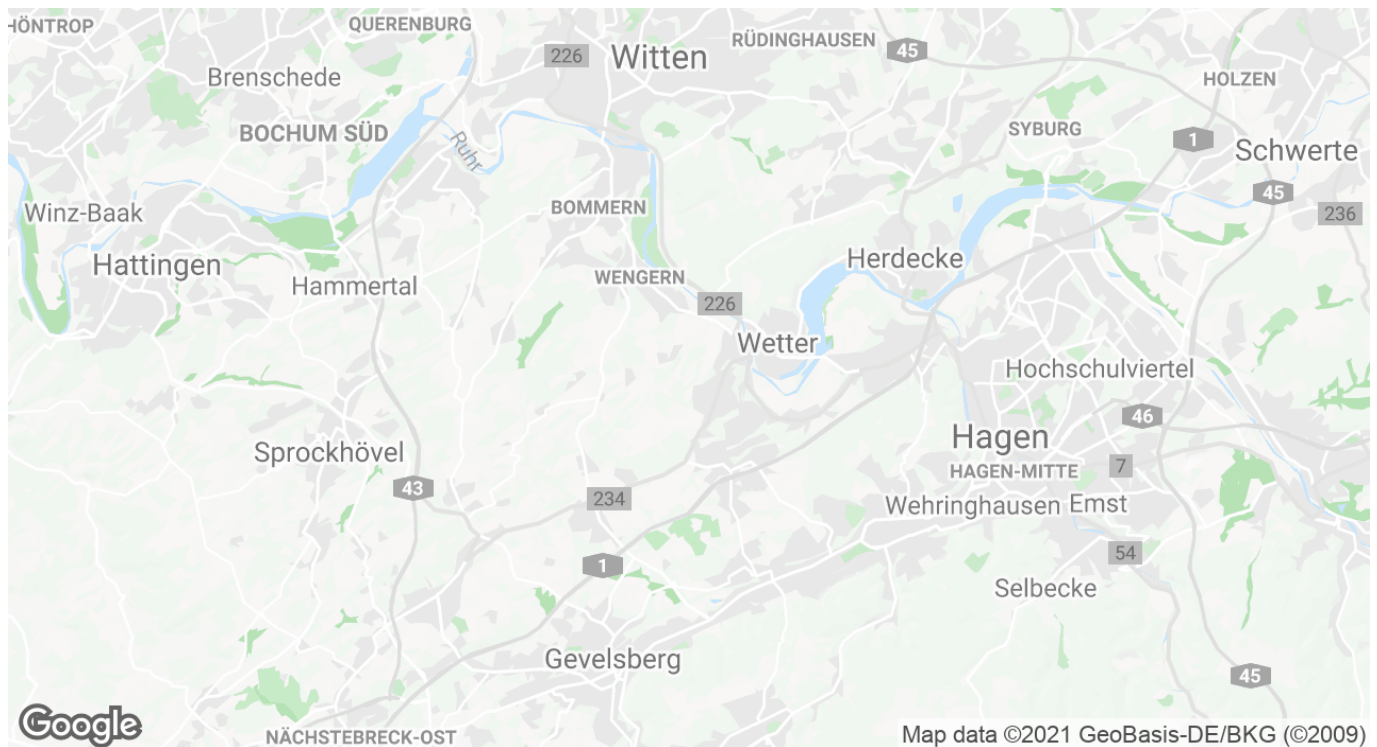 HÖNTROP
QUERENBURG
Witten
RÜDINGHAUSEN
45
226
Brenschede
HOLZEN
BOCHUM SÜD
Ruhr
SYBURG
1
Schwerte
45
Winz-Baak
BOMMERN
236
Hattingen
Hammertal
WENGERN
Herdecke
226
Wetter
Hochschulviertel
46
Sprockhövel
Hagen
HAGEN-MITTE
7
43
234
Wehringhausen
Emst
54
1
Selbecke
Gevelsberg
45
Google
NÄCHSTEBRECK-OST
Map data ©2021 GeoBasis-DE/BKG (©2009)